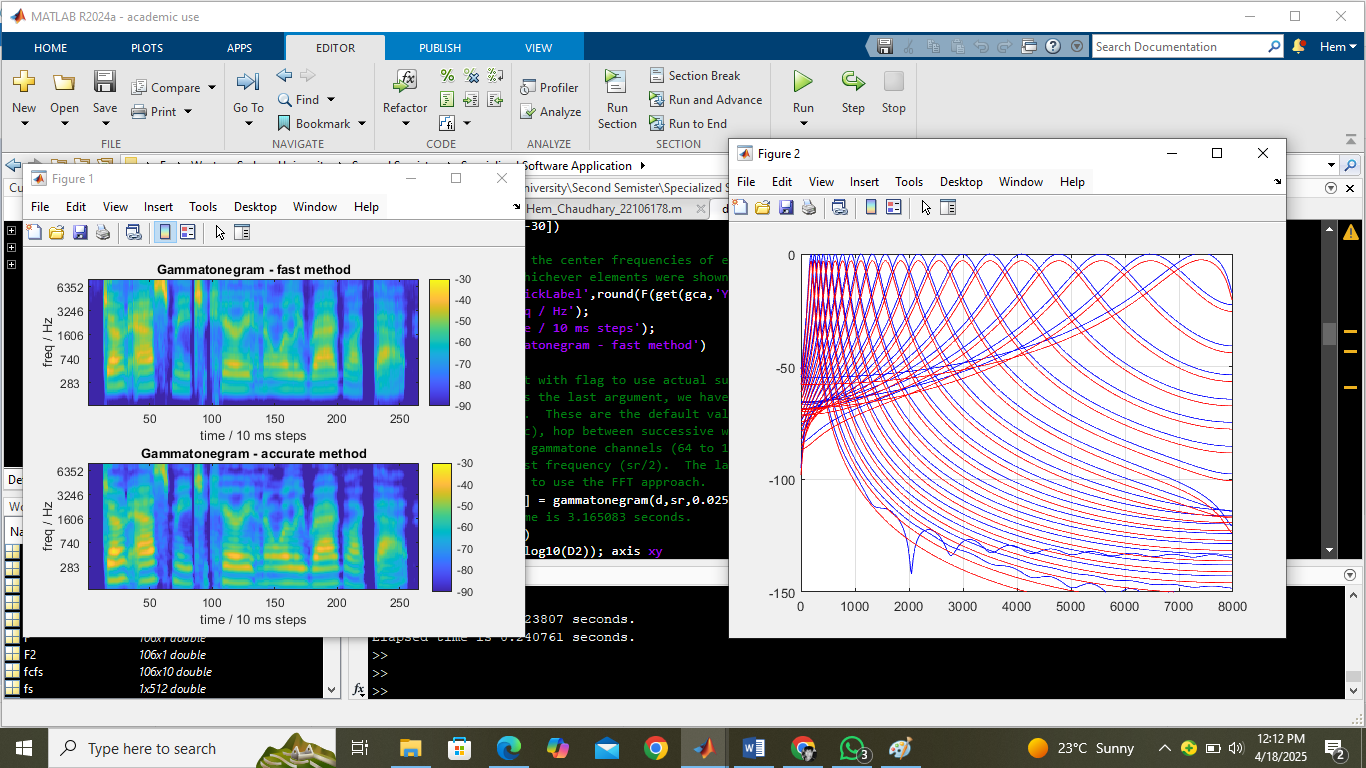 MATLAB R2024a - academic use
HOME PLOTS APPS EDITOR PUBLISH VIEW
Search Documentation
Hem
New Open Save Compare Print
Go To Find Bookmark
Refactor
Profiler
Analyze
Run Section
Section Break
Run and Advance
Run to End
Run Step Stop
FILE NAVIGATE CODE ANALYZE SECTION
Software Application
niversity\Second Semister\Specialized S
Hem_Chaudhary_22106178.m
Figure 1
File Edit View Insert Tools Desktop Window Help
Gammatonegram - fast method
freq / Hz
6352
3246
1606
740
283
50 100 150 200 250
time / 10 ms steps
-30
-40
-50
-60
-70
-80
-90
Gammatonegram - accurate method
freq / Hz
6352
3246
1606
740
283
50 100 150 200 250
time / 10 ms steps
-30
-40
-50
-60
-70
-80
-90
-30])
the center frequencies of e
hichever elements were shown
ickLabel',round(F(get(gca,'Y
q / Hz');
e / 10 ms steps');
atonegram - fast method')
t with flag to use actual su
s the last argument, we have
. These are the default val
c), hop between successive w
gammatone channels (64 to 1
st frequency (sr/2). The la
to use the FFT approach.
] = gammatonegram(d,sr,0.025
me is 3.165083 seconds.
)
log10(D2)); axis xy
Figure 2
File Edit View Insert Tools Desktop Window Help
0
-50
-100
-150
0 1000 2000 3000 4000 5000 6000 7000 8000
23807 seconds.
Elapsed time is 0.240761 seconds.
>>
>>
>>
fx
F 106x1 double
F2 106x1 double
fcfs 106x10 double
fs 1x512 double
Type here to search
3
23°C Sunny
12:12 PM
4/18/2025
2